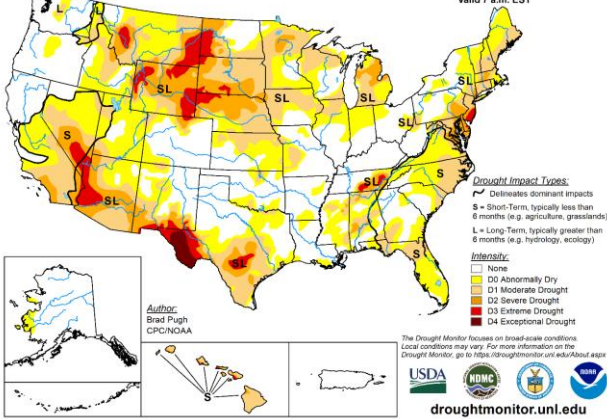 Valid 7 a.m. EST
L
SL
SL
SL
SL
SL
S
SL
SL
S
S
SL
Drought Impact Types:
Delineates dominant impacts
S = Short-Term, typically less than
6 months (e.g. agriculture, grasslands)
L = Long-Term, typically greater than
6 months (e.g. hydrology, ecology)
Intensity:
None
D0 Abnormally Dry
D1 Moderate Drought
D2 Severe Drought
D3 Extreme Drought
D4 Exceptional Drought
Author:
Brad Pugh
CPC/NOAA
S
The Drought Monitor focuses on broad-scale conditions.
Local conditions may vary. For more information on the
Drought Monitor, go to https://droughtmonitor.unl.edu/About.aspx
USDA
NDMC
NOAA
droughtmonitor.unl.edu